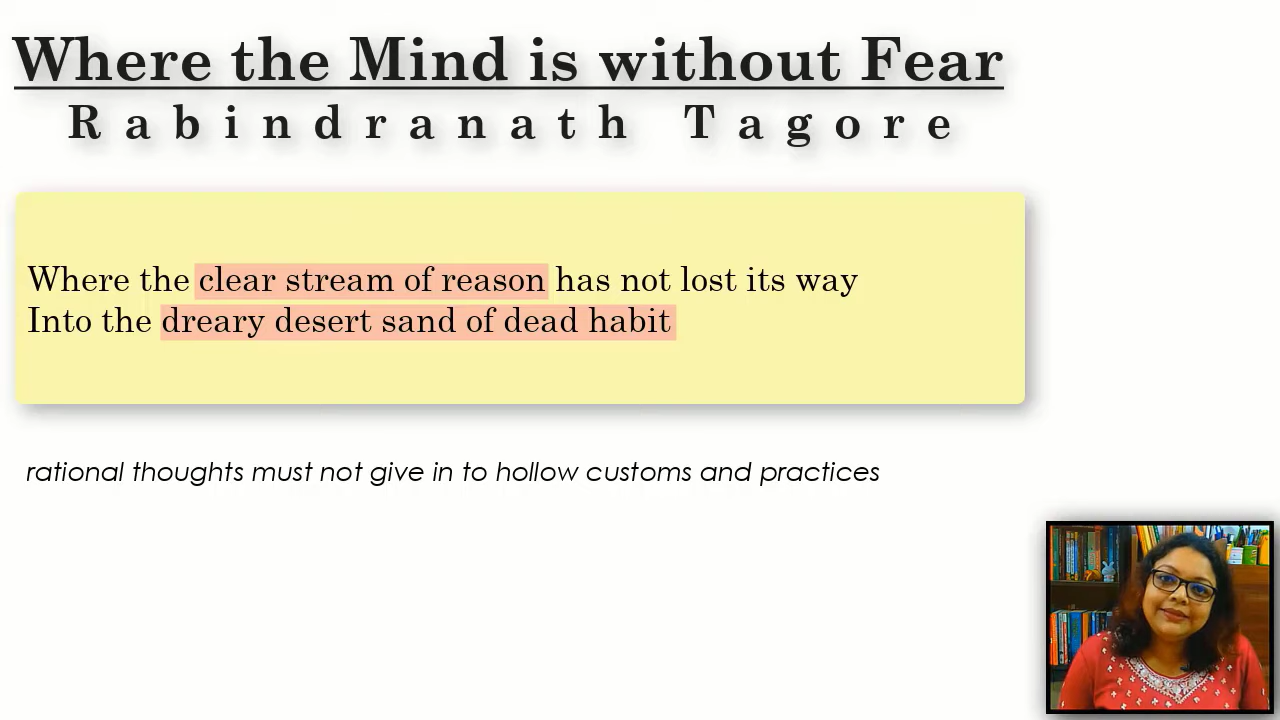 Where the Mind is without Fear
Rabindranath Tagore
Where the clear stream of reason has not lost its way
Into the dreary desert sand of dead habit
rational thoughts must not give in to hollow customs and practices